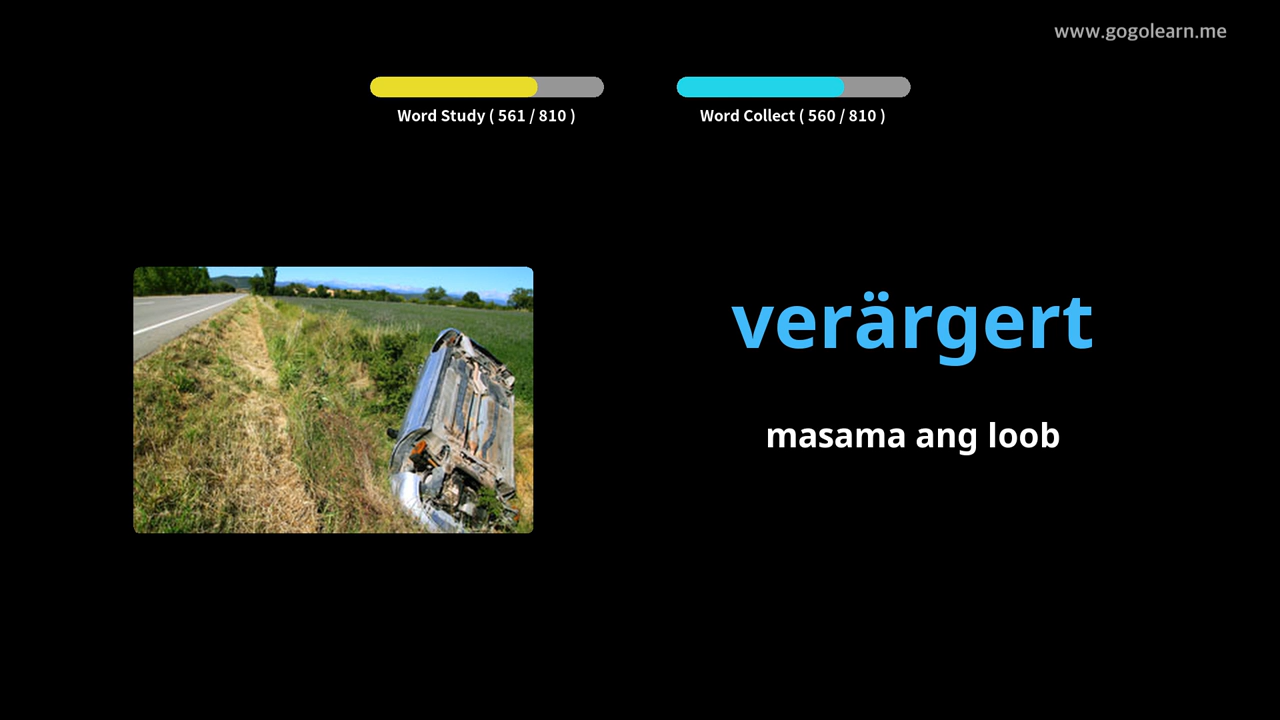 www.gogolearn.me
Word Study ( 561 / 810 )
Word Collect ( 560 / 810 )
verärgert
masama ang loob